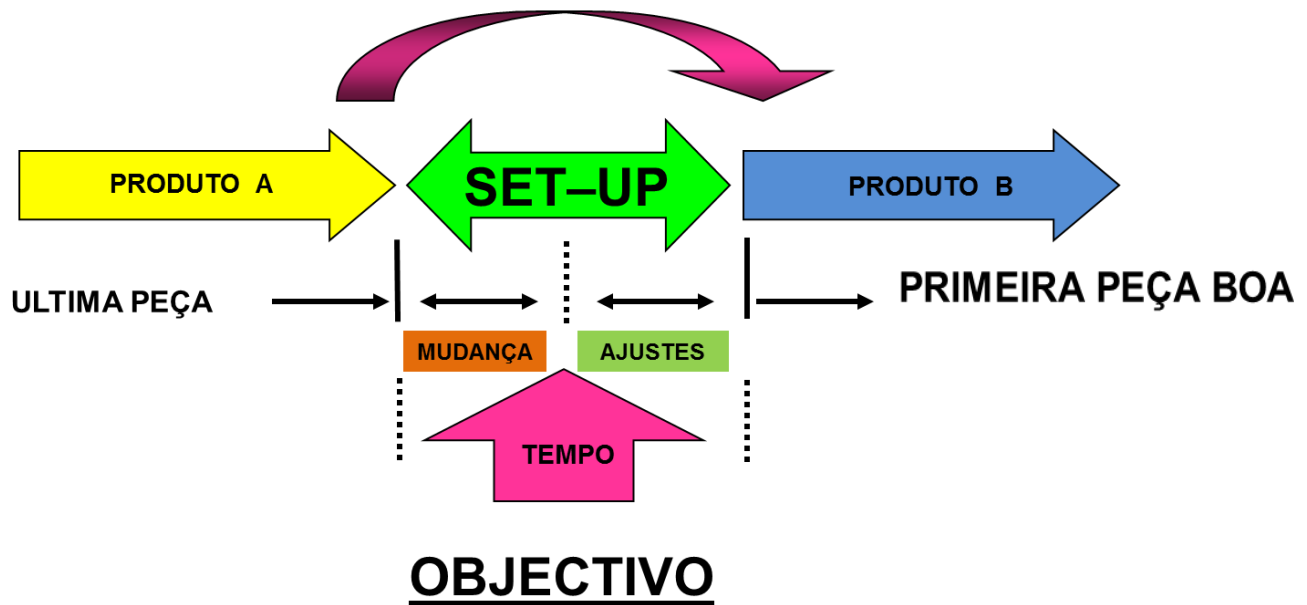 PRODUTO A
SET–UP
PRODUTO B
ULTIMA PEÇA
PRIMEIRA PEÇA BOA
MUDANÇA
AJUSTES
TEMPO
OBJECTIVO